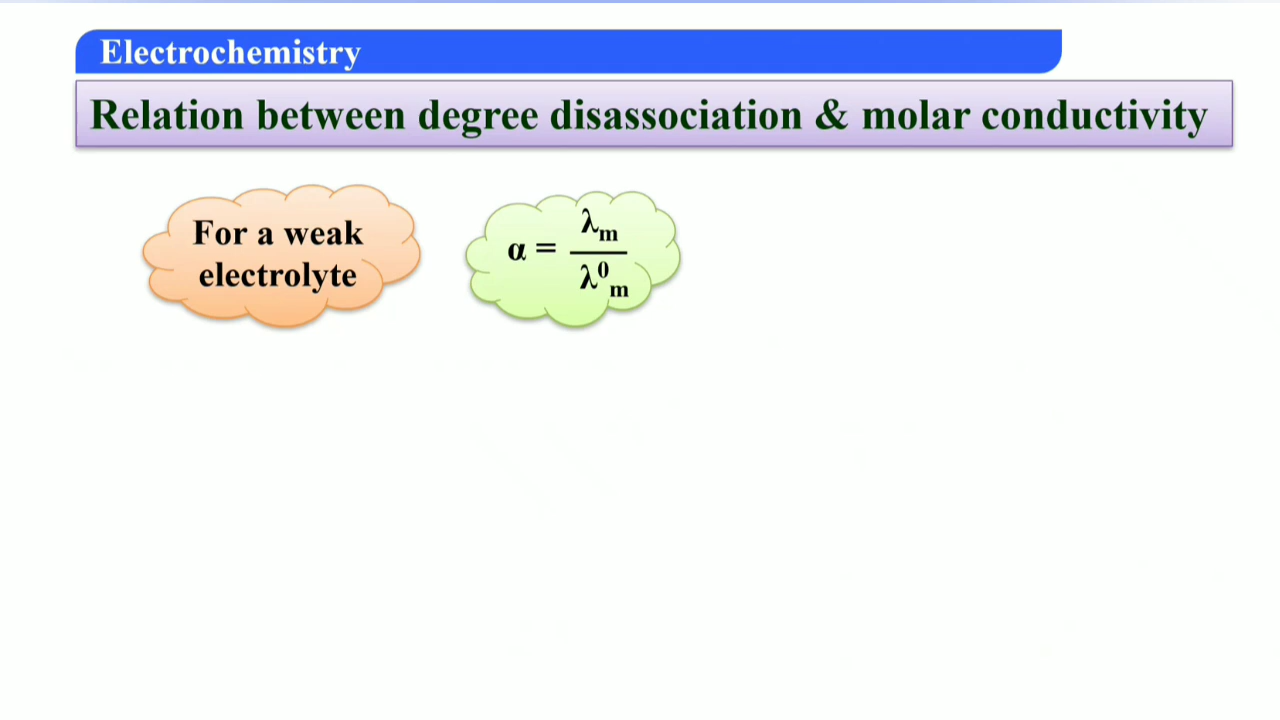 Electrochemistry
Relation between degree disassociation & molar conductivity
For a weak
electrolyte
α = λm / λ⁰m